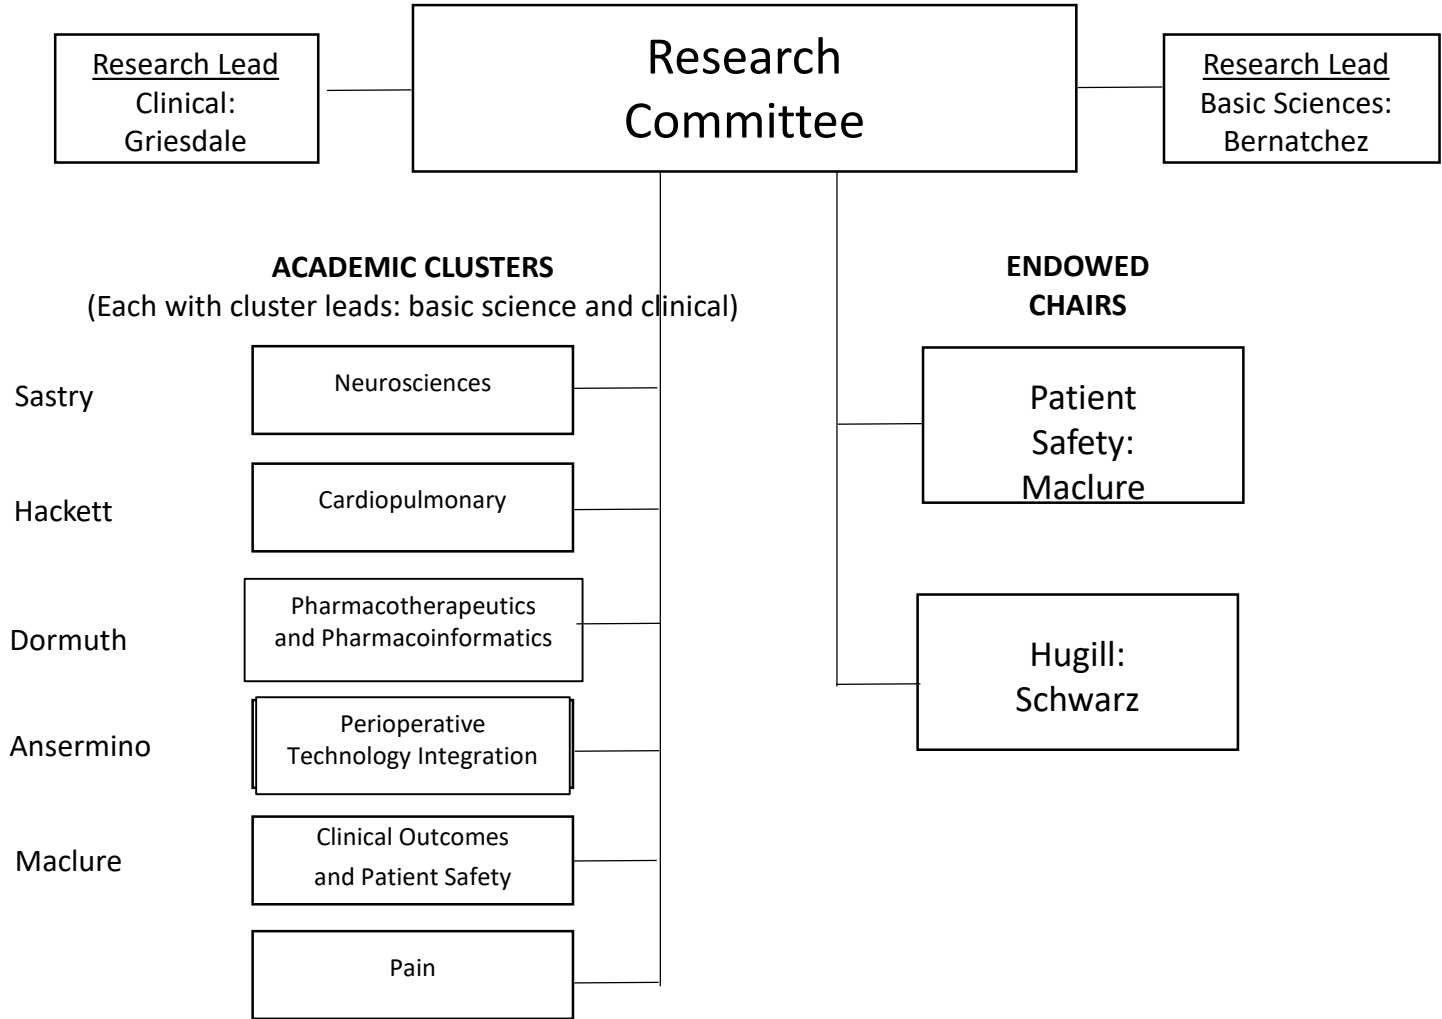 Research Lead
Clinical:
Griesdale
Research
Committee
Research Lead
Basic Sciences:
Bernatchez
ACADEMIC CLUSTERS
(Each with cluster leads: basic science and clinical)
ENDOWED
CHAIRS
Sastry
Neurosciences
Hackett
Cardiopulmonary
Dormuth
Pharmacotherapeutics
and Pharmacoinformatics
Ansermino
Perioperative
Technology Integration
Maclure
Clinical Outcomes
and Patient Safety
Pain
Patient
Safety:
Maclure
Hugill:
Schwarz